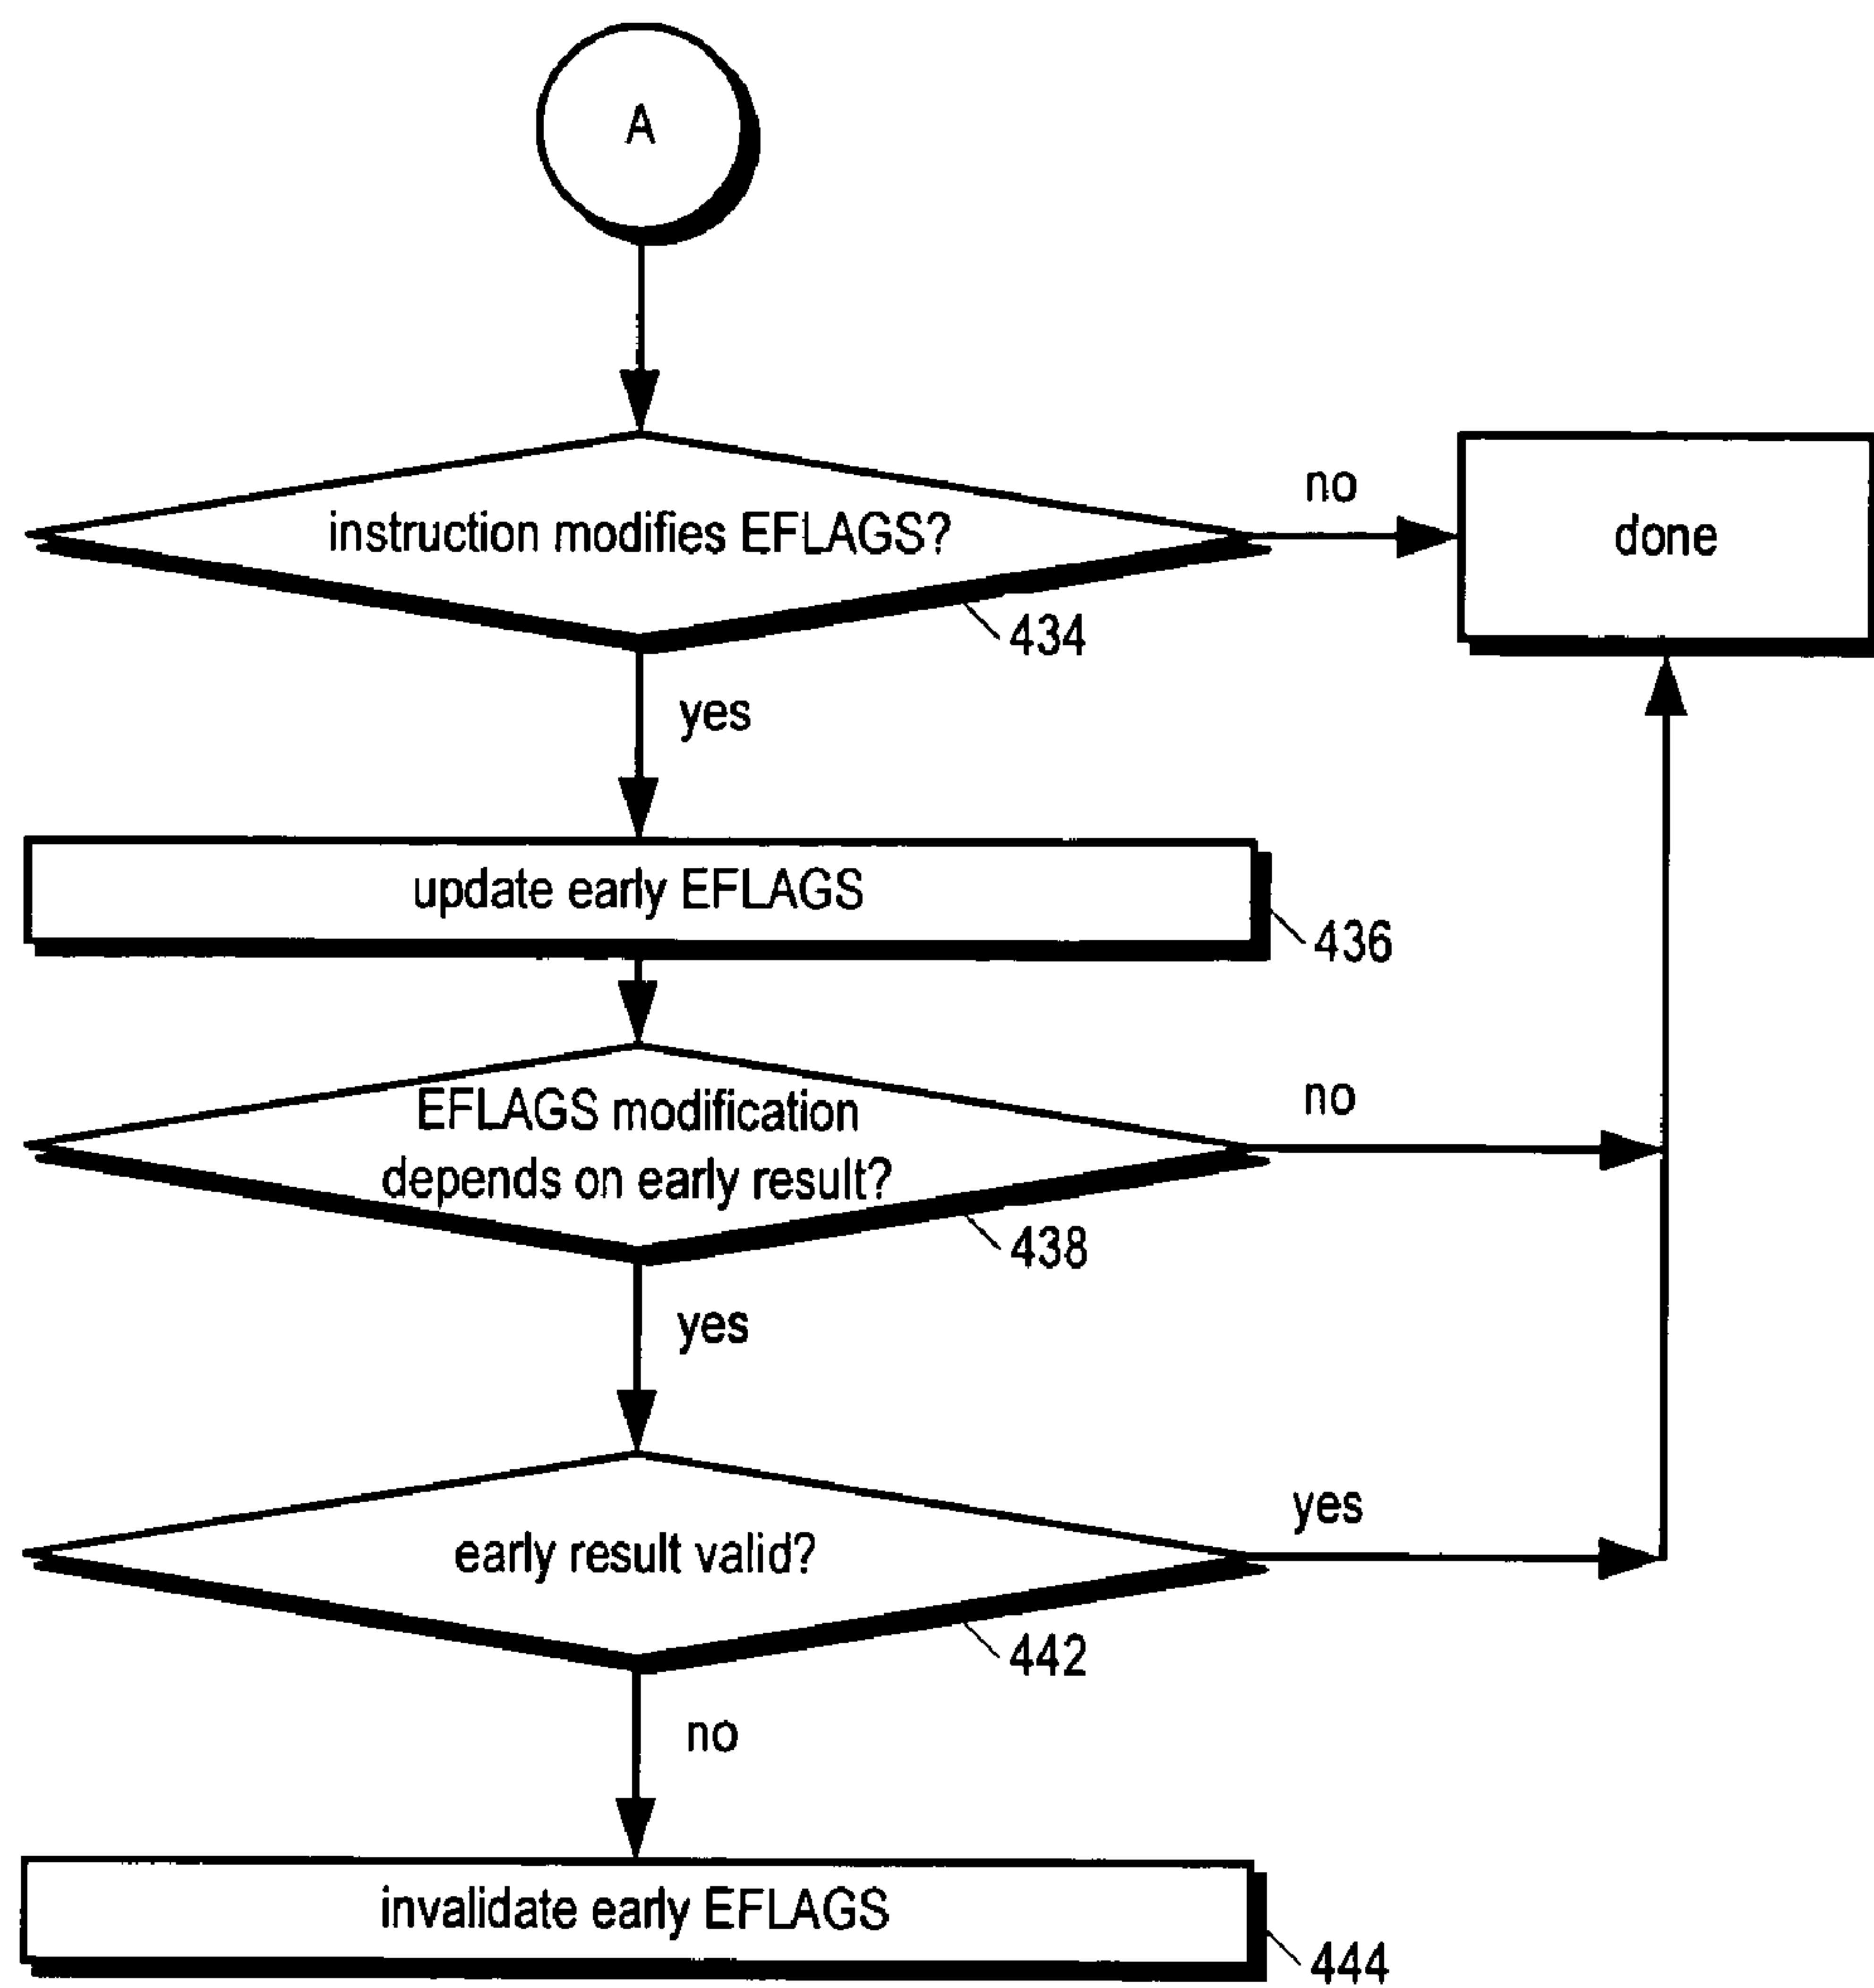 A
instruction modifies EFLAGS?
no
done
434
yes
update early EFLAGS
436
EFLAGS modification
depends on early result?
no
438
yes
early result valid?
yes
442
no
invalidate early EFLAGS
444